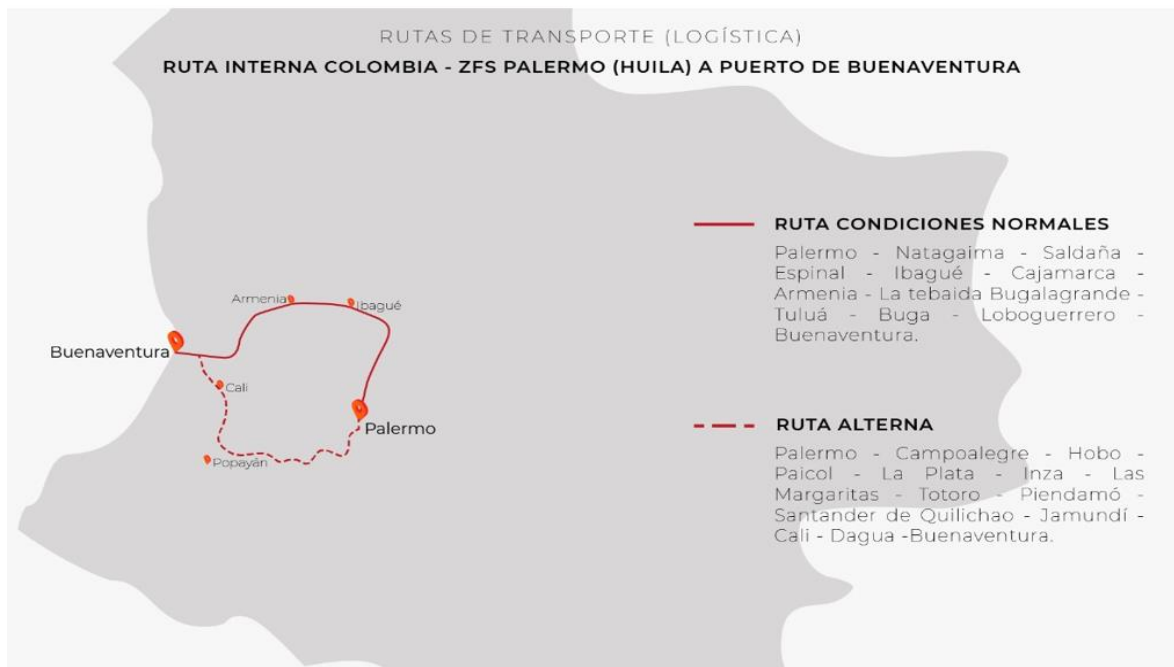 RUTAS DE TRANSPORTE (LOGÍSTICA)
RUTA INTERNA COLOMBIA - ZFS PALERMO (HUILA) A PUERTO DE BUENAVENTURA
RUTA CONDICIONES NORMALES
Palermo - Natagaima - Saldaña -
Espinal - Ibagué - Cajamarca -
Armenia - La tebaida Bugalagrande -
Tuluá - Buga - Loboguerrero -
Buenaventura.
Armenia
Ibagué
Buenaventura
Cali
Palermo
Popayán
RUTA ALTERNA
Palermo - Campoalegre - Hobo -
Paicol - La Plata - Inza - Las
Margaritas - Totoro - Piendamó -
Santander de Quilichao - Jamundí -
Cali - Dagua -Buenaventura.